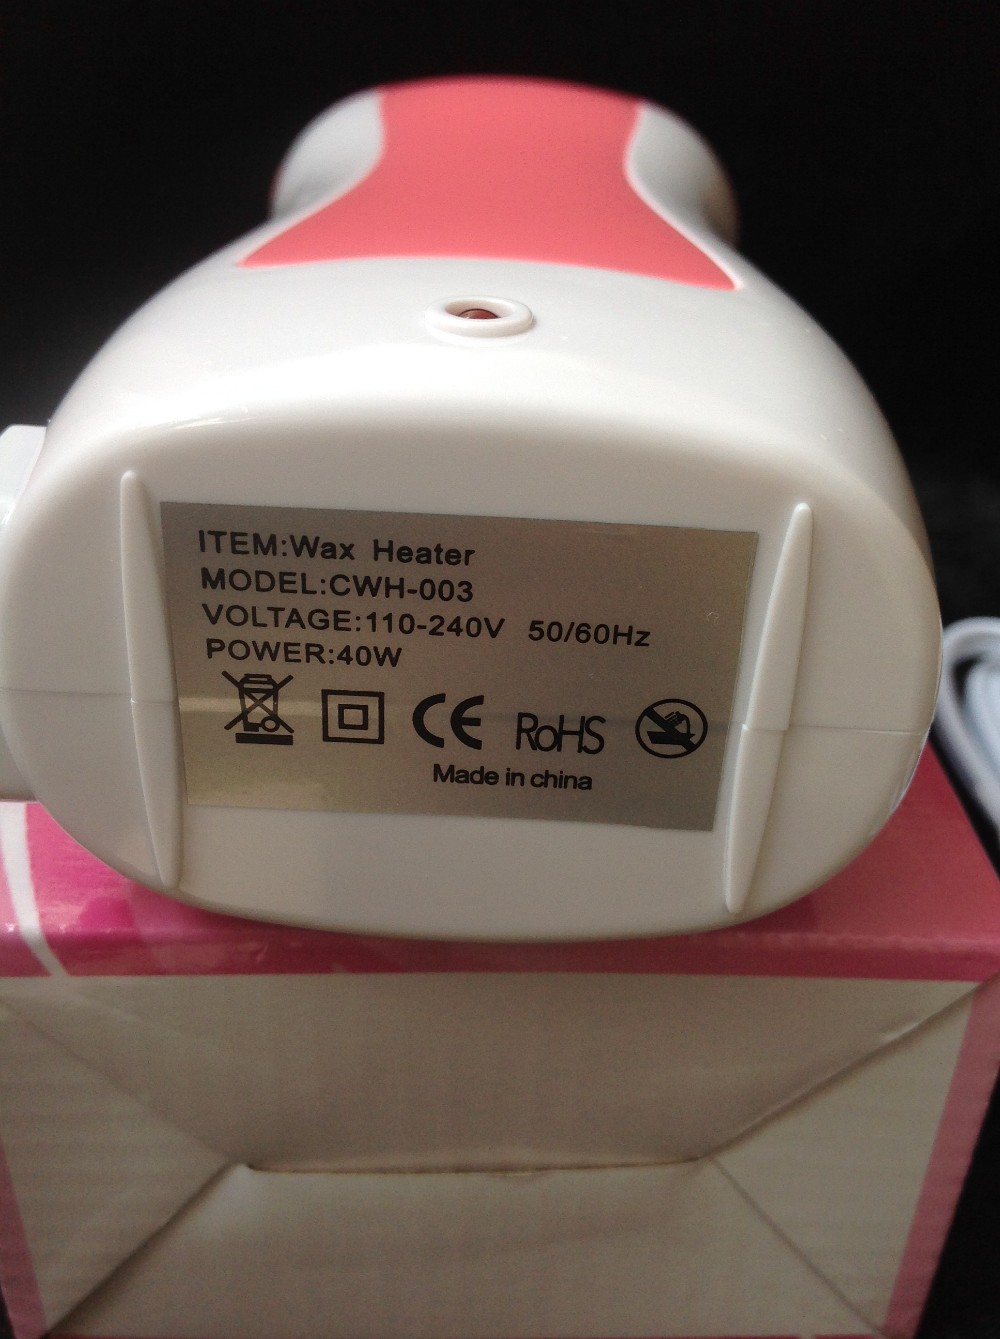 ITEM:Wax Heater
MODEL:CWH-003
VOLTAGE:110-240V 50/60Hz
POWER:40W
CE RoHS
Made in china